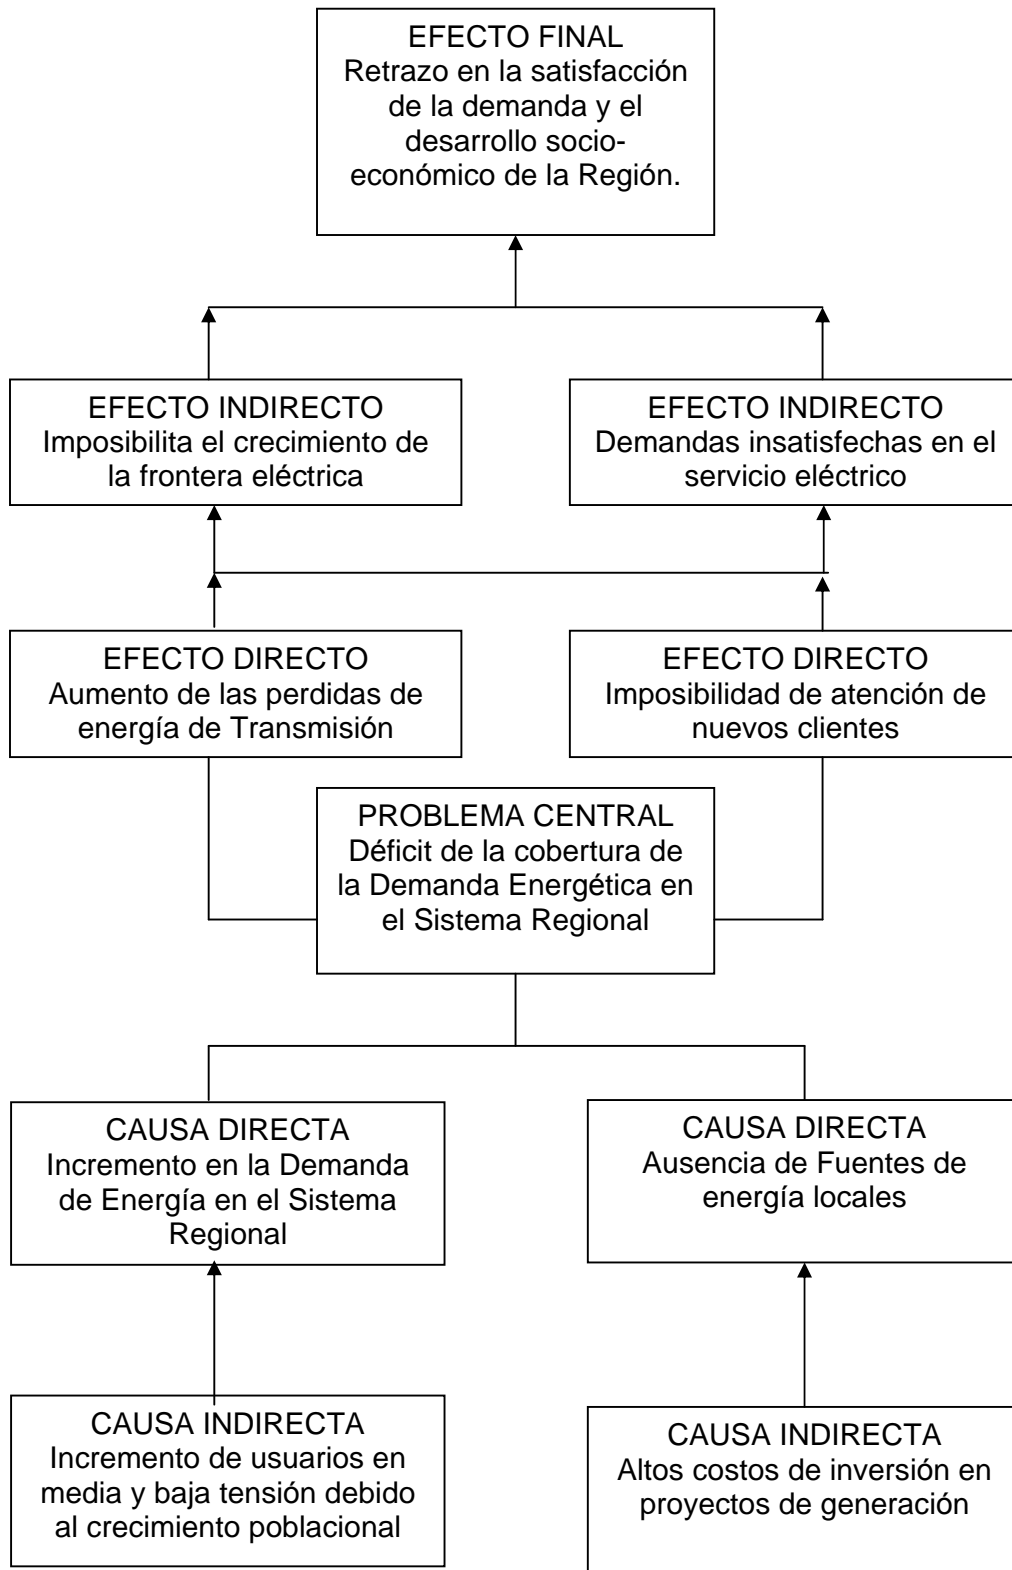 EFECTO FINAL
Retrazo en la satisfacción
de la demanda y el
desarrollo socio-
económico de la Región.
EFECTO INDIRECTO
Imposibilita el crecimiento de
la frontera eléctrica
EFECTO INDIRECTO
Demandas insatisfechas en el
servicio eléctrico
EFECTO DIRECTO
Aumento de las perdidas de
energía de Transmisión
EFECTO DIRECTO
Imposibilidad de atención de
nuevos clientes
PROBLEMA CENTRAL
Déficit de la cobertura de
la Demanda Energética en
el Sistema Regional
CAUSA DIRECTA
Incremento en la Demanda
de Energía en el Sistema
Regional
CAUSA DIRECTA
Ausencia de Fuentes de
energía locales
CAUSA INDIRECTA
Incremento de usuarios en
media y baja tensión debido
al crecimiento poblacional
CAUSA INDIRECTA
Altos costos de inversión en
proyectos de generación